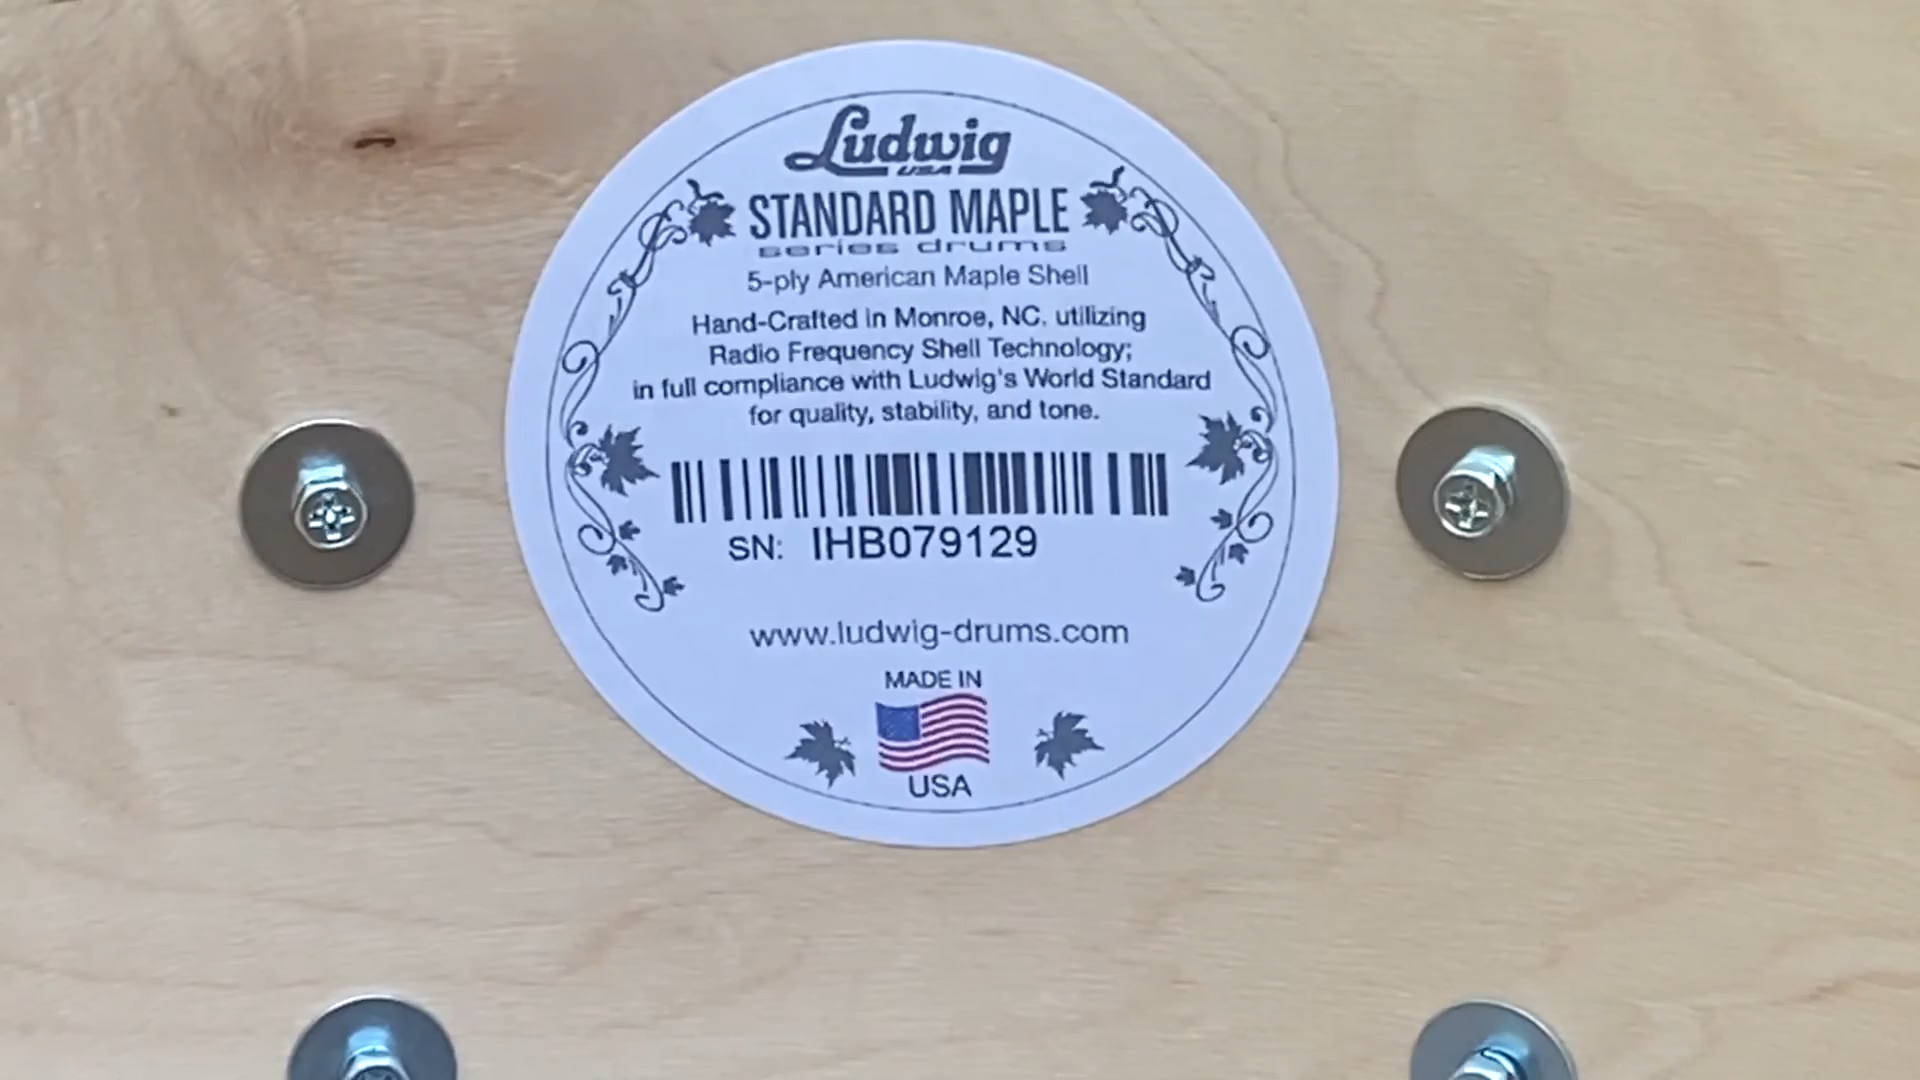 Ludwig
USA
STANDARD MAPLE
series drums
5-ply American Maple Shell
Hand-Crafted in Monroe, NC, utilizing
Radio Frequency Shell Technology;
in full compliance with Ludwig's World Standard
for quality, stability, and tone.
SN: IHB079129
www.ludwig-drums.com
MADE IN
USA